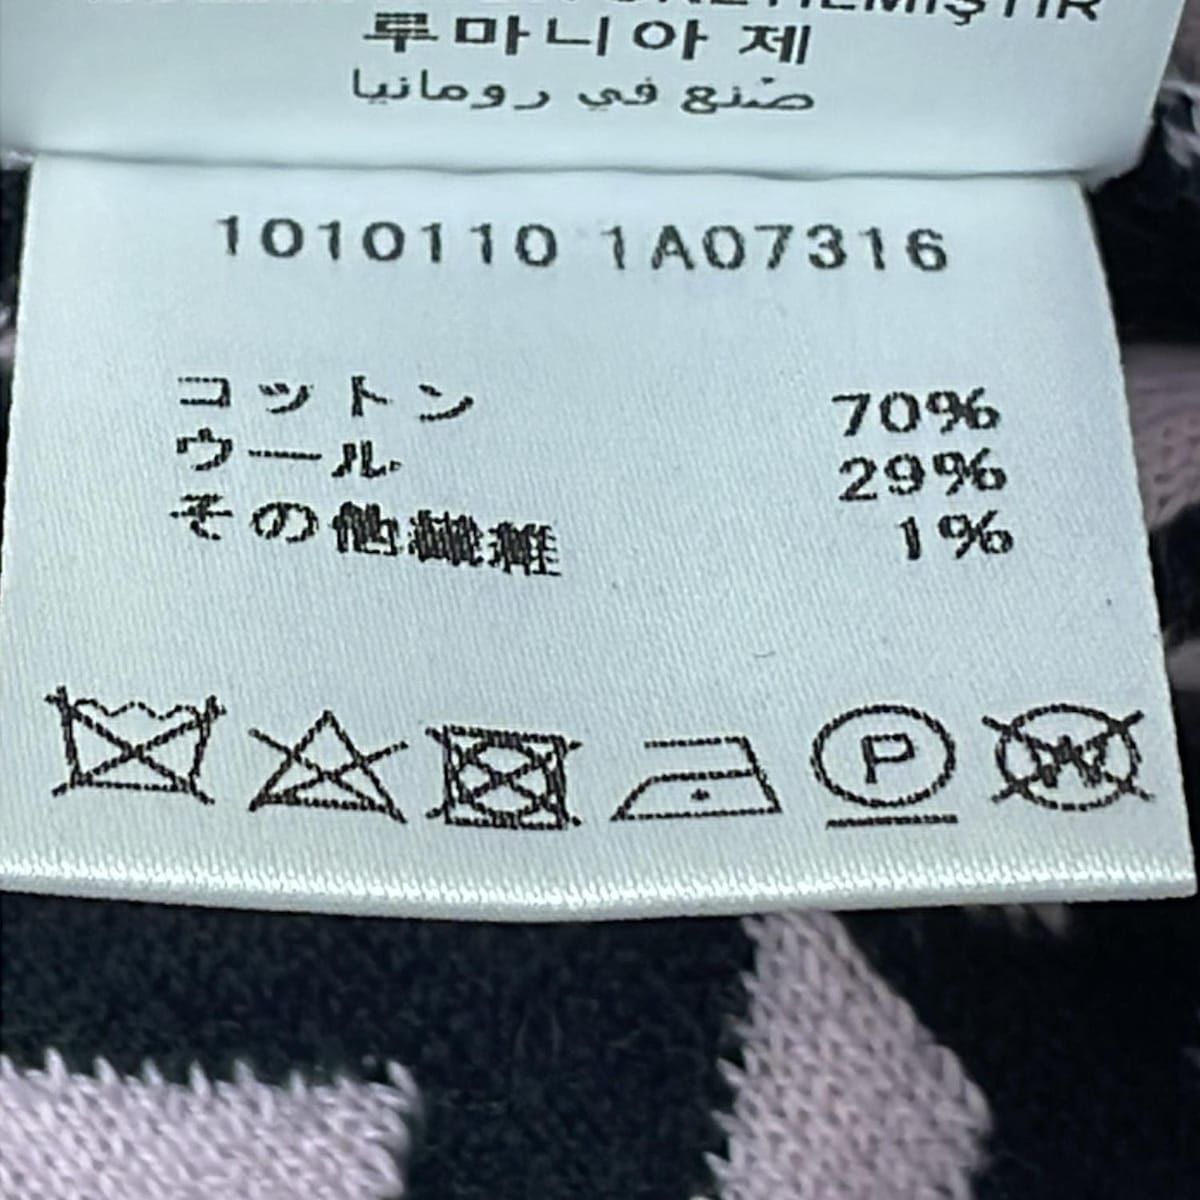 루마니아 제
صنع في رومانيا
1010110 1A07316
コットン 70%
ウール 29%
その他繊維 1%
P
W